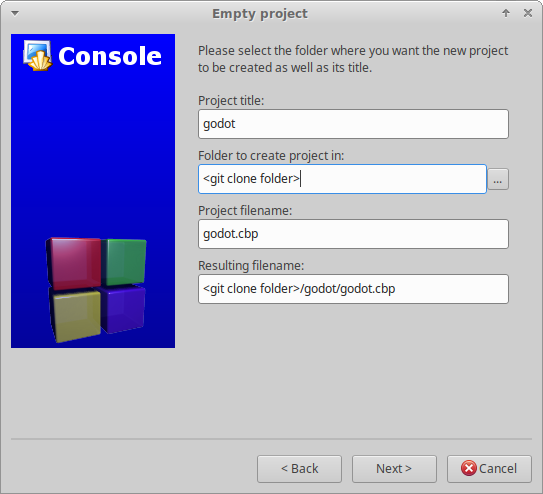 Empty project
Console
Please select the folder where you want the new project
to be created as well as its title.
Project title:
godot
Folder to create project in:
<git clone folder>
...
Project filename:
godot.cbp
Resulting filename:
<git clone folder>/godot/godot.cbp
< Back
Next >
Cancel